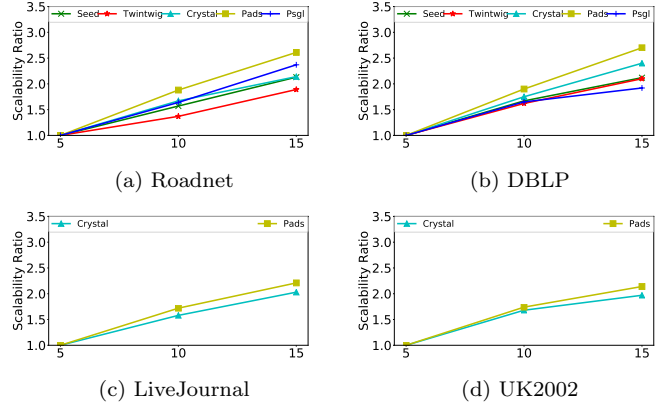 Seed Twintwig Crystal Pads Psgl
Scalability Ratio
3.5
3.0
2.5
2.0
1.5
1.0
5 10 15
(a) Roadnet
Seed Twintwig Crystal Pads Psgl
Scalability Ratio
3.5
3.0
2.5
2.0
1.5
1.0
5 10 15
(b) DBLP
Crystal Pads
Scalability Ratio
3.5
3.0
2.5
2.0
1.5
1.0
5 10 15
(c) LiveJournal
Crystal Pads
Scalability Ratio
3.5
3.0
2.5
2.0
1.5
1.0
5 10 15
(d) UK2002